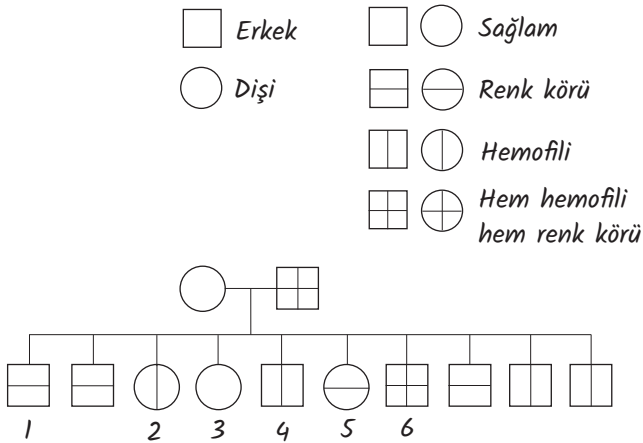 Erkek
Sağlam
Dişi
Renk körü
Hemofili
Hem hemofili
hem renk körü
1 2 3 4 5 6